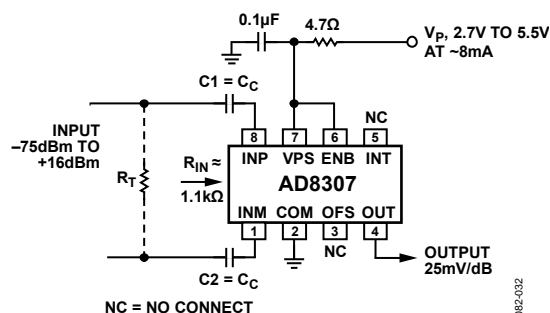 0.1µF
4.7Ω
VP, 2.7V TO 5.5V
AT ~8mA
C1 = CC
NC
INPUT
–75dBm TO
+16dBm
RT
RIN ≈
1.1kΩ
8
7
6
5
INP
VPS
ENB
INT
AD8307
INM
COM
OFS
OUT
1
2
3
4
NC
C2 = CC
OUTPUT
25mV/dB
NC = NO CONNECT
082-032